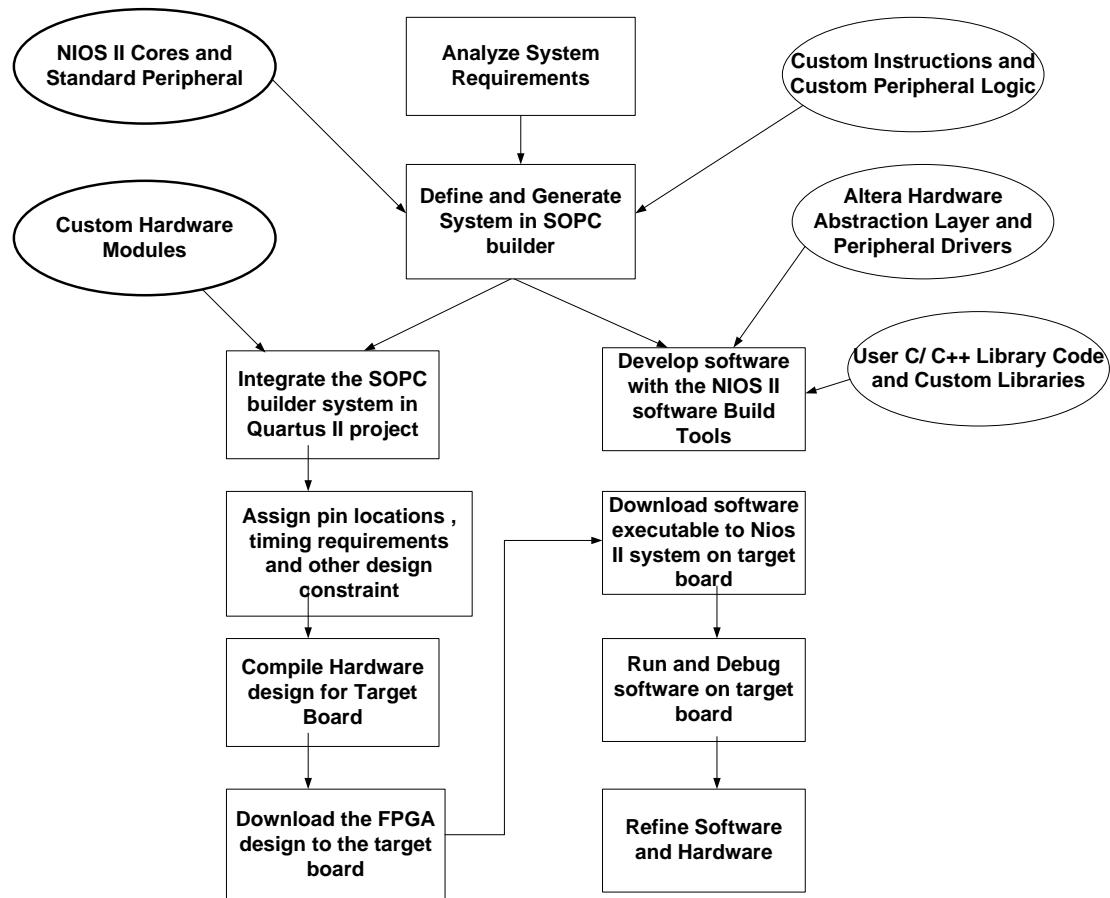 NIOS II Cores and
Standard Peripheral
Analyze System
Requirements
Custom Instructions and
Custom Peripheral Logic
Define and Generate
System in SOPC
builder
Custom Hardware
Modules
Altera Hardware
Abstraction Layer and
Peripheral Drivers
Integrate the SOPC
builder system in
Quartus II project
Develop software
with the NIOS II
software Build
Tools
User C/ C++ Library Code
and Custom Libraries
Assign pin locations ,
timing requirements
and other design
constraint
Download software
executable to Nios
II system on target
board
Compile Hardware
design for Target
Board
Run and Debug
software on target
board
Download the FPGA
design to the target
board
Refine Software
and Hardware